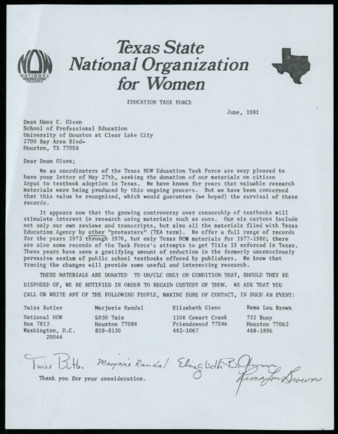 NOW
Texas State
National Organization
for Women
EDUCATION TASK FORCE
June, 1981
Dean Hans C. Olsen
School of Professional Education
University of Houston at Clear Lake City
2700 Bay Area Blvd-
Houston, TX 77058
Dear Dean Olsen;
We as coordinators of the Texas NOW Education Task Force are very pleased to
have your letter of May 27th, seeking the donation of our materials on citizen
input to textbook adoption in Texas. We have known for years that valuable research
materials were being produced by this ongoing process. But we have been concerned
that this value be recognized, which would guarantee (we hoped) the survival of these
records.
It appears now that the growing controversy over censorship of textbooks will
stimulate interest in research using materials such as ours. Our six cartons include
not only our own reviews and transcripts, but also all the materials filed with Texas
Education Agency by other "protesters" (TEA term). We offer a full range of records
for the years 1973 through 1976, but only Texas NOW materials for 1977-1980; there
are also some records of the Task Force's attempts to get Title IX enforced in Texas.
These years have seen a gratifying amount of reduction in the formerly unconsciously
pervasive sexism of public school textbooks offered by publishers. We know that
tracing the changes will provide some useful and interesting research.
THESE MATERIALS ARE DONATED TO UH/CLC ONLY ON CONDITION THAT, SHOULD THEY BE
DISPOSED OF, WE BE NOTIFIED IN ORDER TO REGAIN CUSTODY OF THEM. WE ASK THAT YOU
CALL OR WRITE ANY OF THE FOLLOWING PEOPLE, MAKING SURE OF CONTACT, IN SUCH AN EVENT:
Twiss Butler Marjorie Randal Elizabeth Glenn Rema Lou Brown
National NOW 5830 Twin 1108 Cowart Creek 731 Buoy
Box 7813 Houston 77084 Friendswood 77546 Houston 77062
Washington, D.C. 859-8150 482-1067 488-1896
20044
Twiss Butler Marjorie Randal Elizabeth B. Glenn
Rema Lou Brown
Thank you for your consideration.